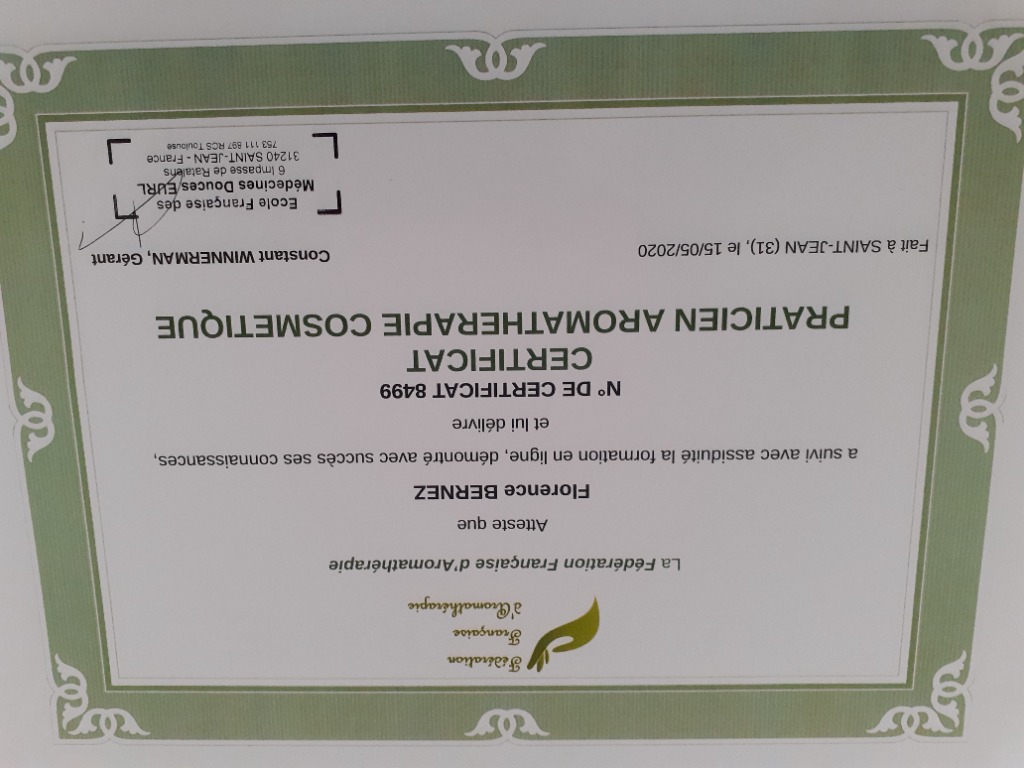 Fédération
Française
d'Aromathérapie
La Fédération Française d'Aromathérapie
Atteste que
Florence BERNEZ
a suivi avec assiduité la formation en ligne, démontré avec succès ses connaissances,
et lui délivre
N° DE CERTIFICAT 8499
CERTIFICAT
PRATICIEN AROMATHERAPIE COSMETIQUE
Fait à SAINT-JEAN (31), le 15/05/2020
Constant WINNERMAN, Gérant
Ecole Française des
Médecines Douces EURL
6 Impasse de Ratalens
31240 SAINT-JEAN - France
753 111 897 RCS Toulouse